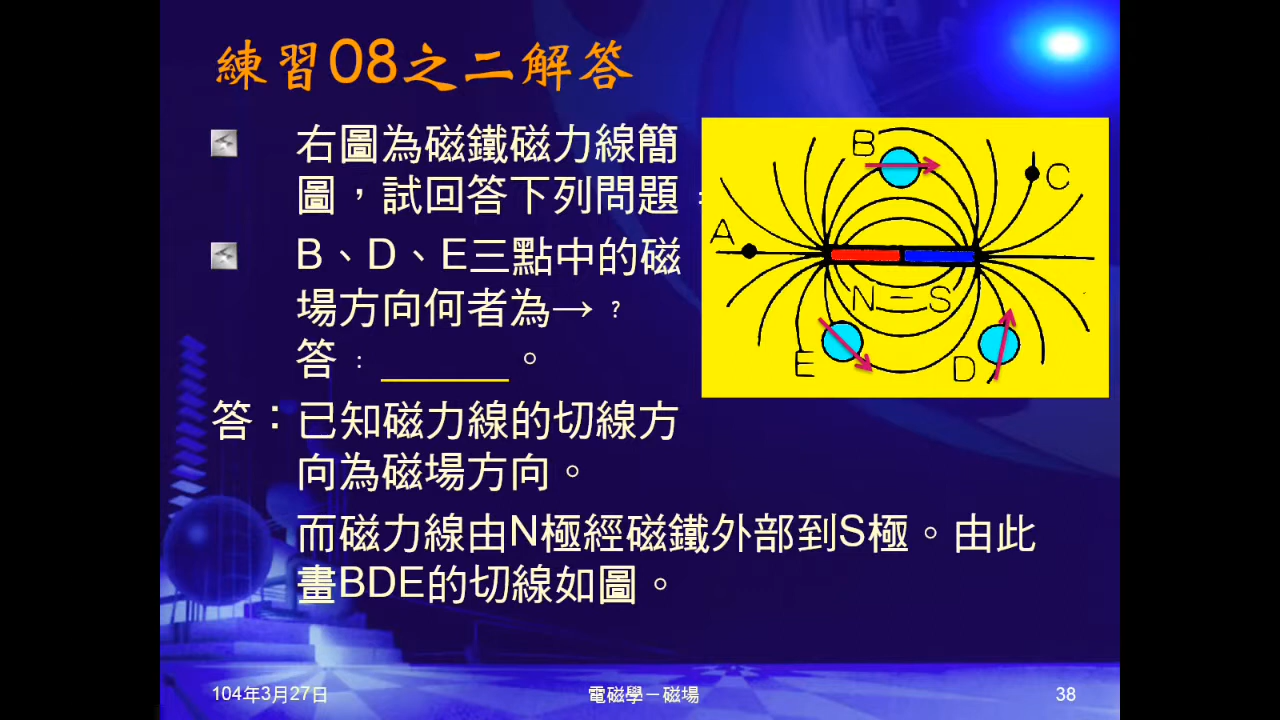 練習08之二解答
右圖為磁鐵磁力線簡
圖，試回答下列問題：
B、D、E三點中的磁
場方向何者為→？
答：______。
答：已知磁力線的切線方
向為磁場方向。
而磁力線由N極經磁鐵外部到S極。由此
畫BDE的切線如圖。
B
C
A
N S
E
D
104年3月27日
電磁學－磁場
38